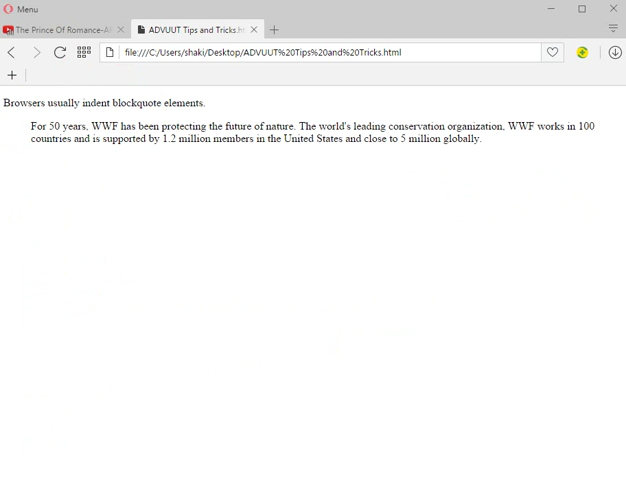 Menu
The Prince Of Romance-Al
ADVUUT Tips and Tricks.h
file:///C:/Users/shaki/Desktop/ADVUUT%20Tips%20and%20Tricks.html
Browsers usually indent blockquote elements.
For 50 years, WWF has been protecting the future of nature. The world's leading conservation organization, WWF works in 100
countries and is supported by 1.2 million members in the United States and close to 5 million globally.